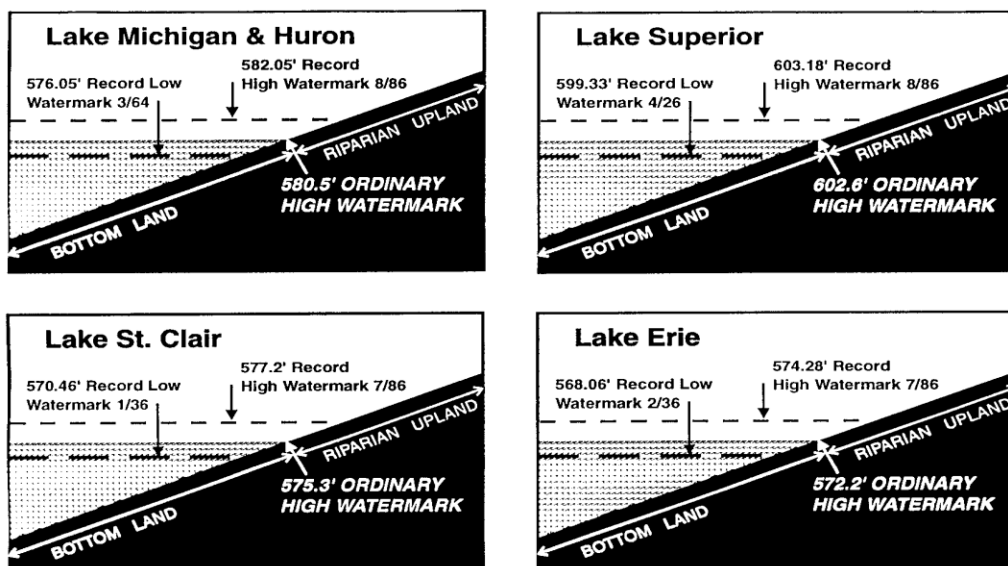 Lake Michigan & Huron
576.05' Record Low
Watermark 3/64
582.05' Record
High Watermark 8/86
RIPARIAN UPLAND
BOTTOM LAND
580.5' ORDINARY
HIGH WATERMARK
Lake Superior
599.33' Record Low
Watermark 4/26
603.18' Record
High Watermark 8/86
RIPARIAN UPLAND
BOTTOM LAND
602.6' ORDINARY
HIGH WATERMARK
Lake St. Clair
570.46' Record Low
Watermark 1/36
577.2' Record
High Watermark 7/86
RIPARIAN UPLAND
BOTTOM LAND
575.3' ORDINARY
HIGH WATERMARK
Lake Erie
568.06' Record Low
Watermark 2/36
574.28' Record
High Watermark 7/86
RIPARIAN UPLAND
BOTTOM LAND
572.2' ORDINARY
HIGH WATERMARK